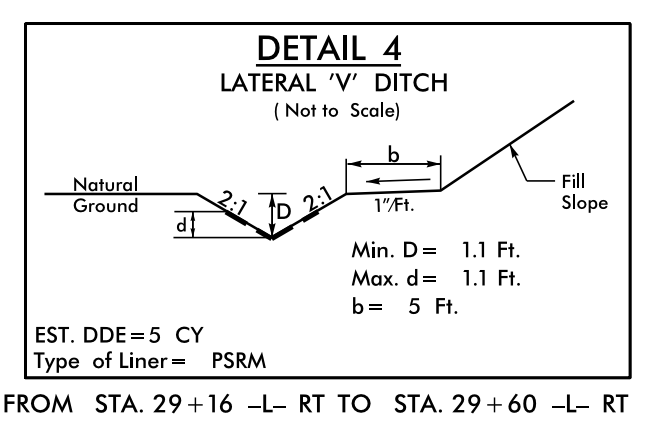 DETAIL 4
LATERAL 'V' DITCH
( Not to Scale)
b
Natural
Ground
2:1
D
2:1
d
1"/Ft.
Fill
Slope
Min. D = 1.1 Ft.
Max. d = 1.1 Ft.
b = 5 Ft.
EST. DDE = 5 CY
Type of Liner = PSRM
FROM STA. 29+16 -L- RT TO STA. 29+60 -L- RT